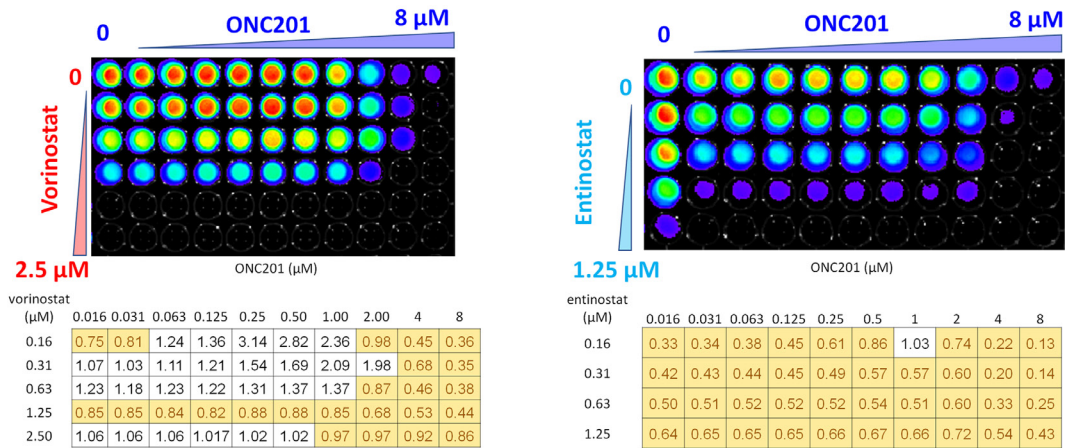 0 ONC201 8 µM
0
Vorinostat
2.5 µM
ONC201 (µM)
vorinostat
(µM) 0.016 0.031 0.063 0.125 0.25 0.50 1.00 2.00 4 8
0.16 0.75 0.81 1.24 1.36 3.14 2.82 2.36 0.98 0.45 0.36
0.31 1.07 1.03 1.11 1.21 1.54 1.69 2.09 1.98 0.68 0.35
0.63 1.23 1.18 1.23 1.22 1.31 1.37 1.37 0.87 0.46 0.38
1.25 0.85 0.85 0.84 0.82 0.88 0.88 0.85 0.68 0.53 0.44
2.50 1.06 1.06 1.06 1.017 1.02 1.02 0.97 0.97 0.92 0.86
0 ONC201 8 µM
0
Entinostat
1.25 µM
ONC201 (µM)
entinostat
(µM) 0.016 0.031 0.063 0.125 0.25 0.5 1 2 4 8
0.16 0.33 0.34 0.38 0.45 0.61 0.86 1.03 0.74 0.22 0.13
0.31 0.42 0.43 0.44 0.45 0.49 0.57 0.57 0.60 0.20 0.14
0.63 0.50 0.51 0.52 0.52 0.52 0.54 0.51 0.60 0.33 0.25
1.25 0.64 0.65 0.65 0.65 0.66 0.67 0.66 0.72 0.54 0.43